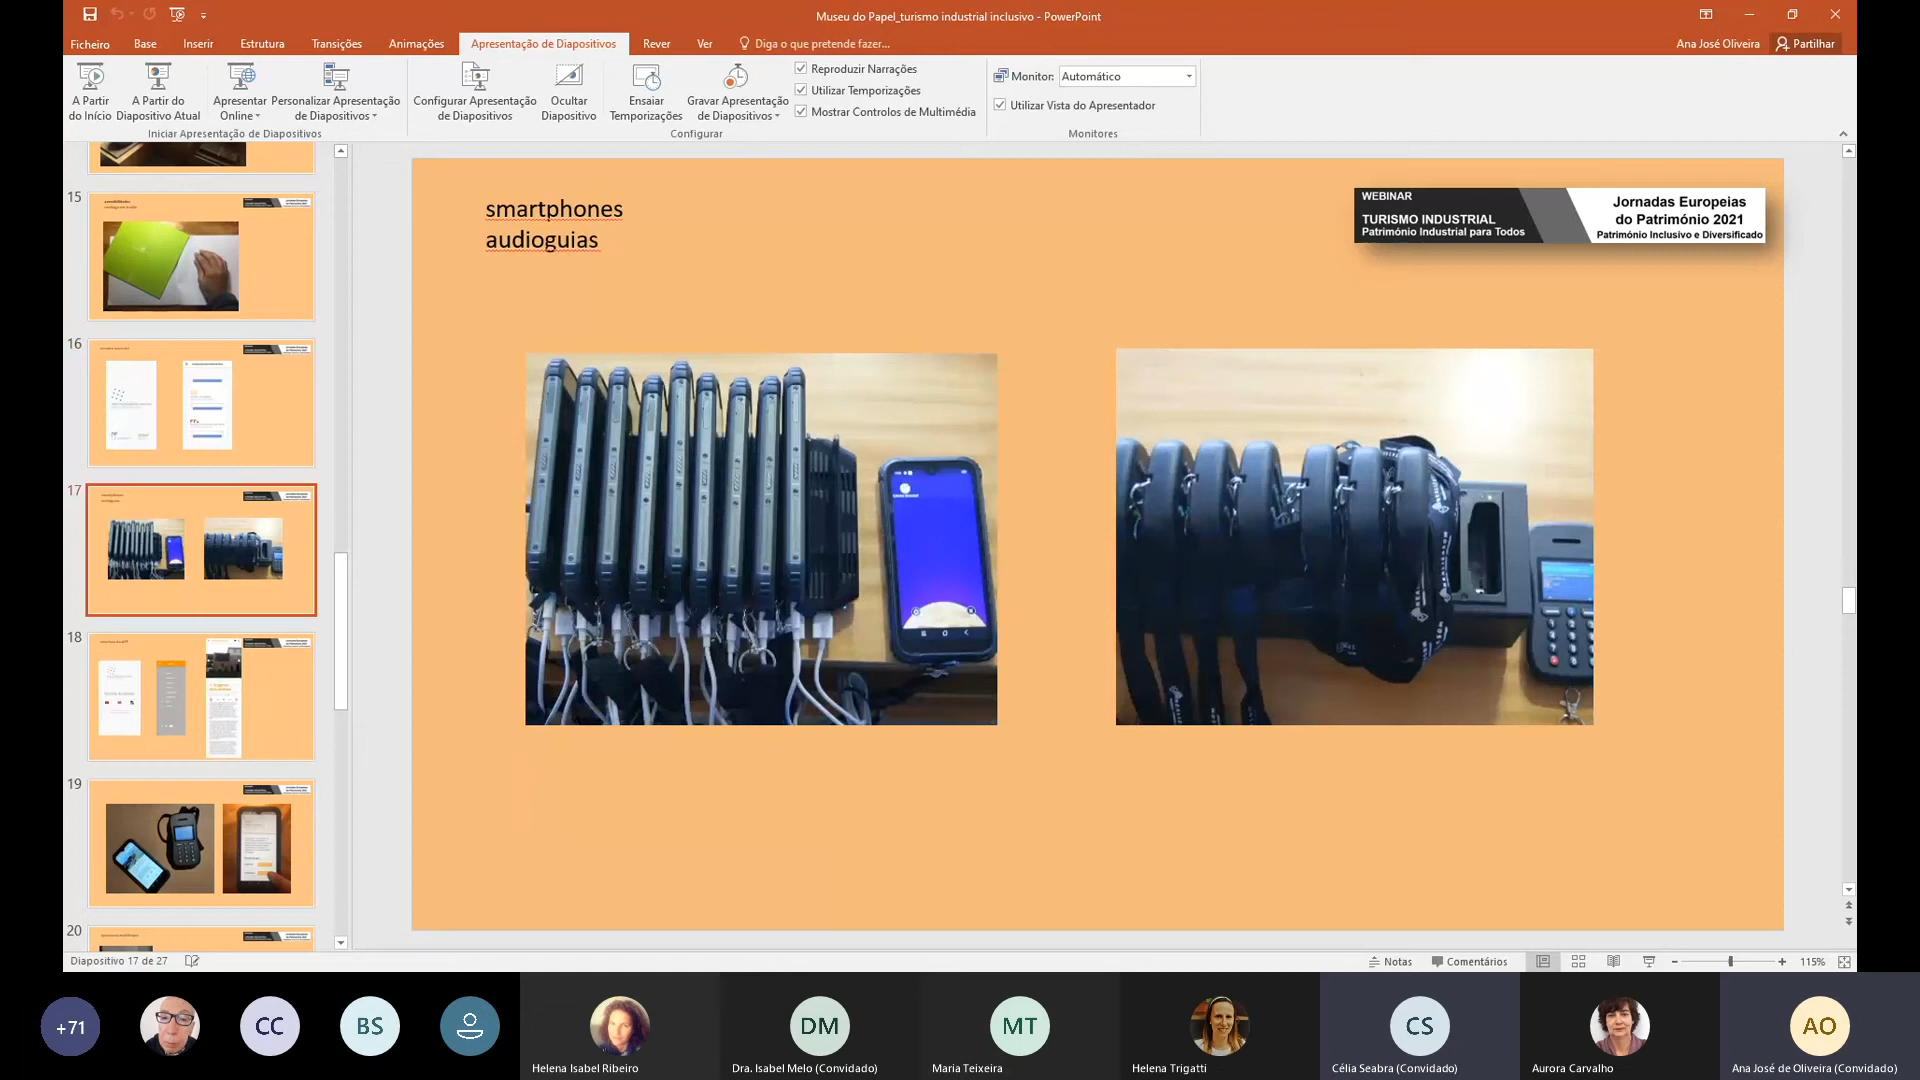 Museu do Papel_turismo industrial inclusivo - PowerPoint
Ficheiro Base Inserir Estrutura Transições Animações Apresentação de Diapositivos Rever Ver Diga o que pretende fazer...
Ana José Oliveira Partilhar
A Partir do Início
A Partir do Diapositivo Atual
Apresentar Online
Personalizar Apresentação de Diapositivos
Iniciar Apresentação de Diapositivos
Configurar Apresentação de Diapositivos
Ocultar Diapositivo
Ensaiar Temporizações
Gravar Apresentação de Diapositivos
Reproduzir Narrações
Utilizar Temporizações
Mostrar Controlos de Multimédia
Configurar
Monitor: Automático
Utilizar Vista do Apresentador
Monitores
15
16
17
18
19
20
smartphones
audioguias
WEBINAR
TURISMO INDUSTRIAL
Património Industrial para Todos
Jornadas Europeias
do Património 2021
Património Inclusivo e Diversificado
Diapositivo 17 de 27
Notas Comentários 115%
+71 CC BS DM MT CS AO
Helena Isabel Ribeiro Dra. Isabel Melo (Convidado) Maria Teixeira Helena Trigatti Célia Seabra (Convidado) Aurora Carvalho Ana José de Oliveira (Convidado)